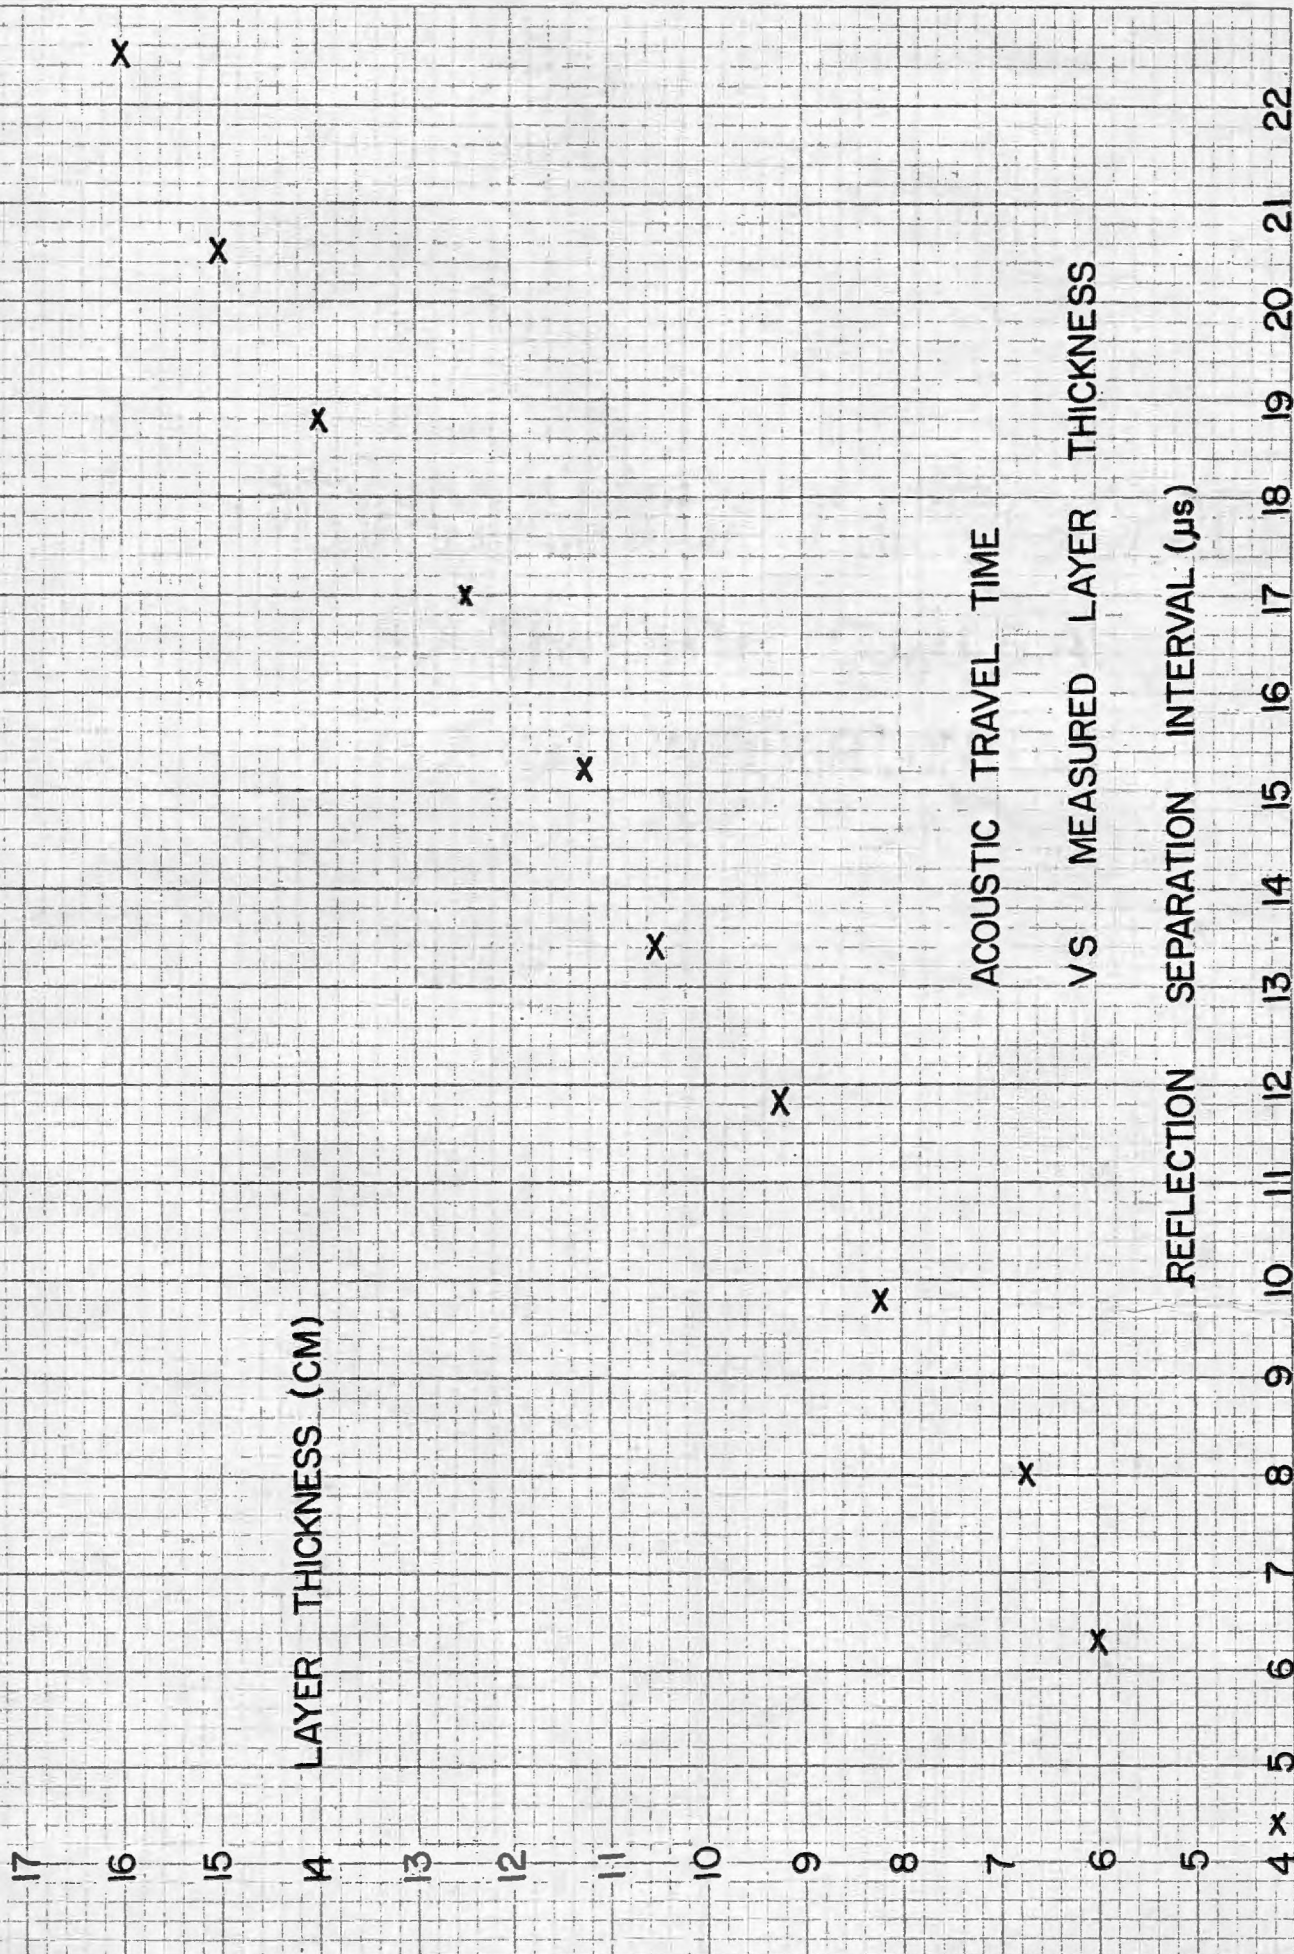 17
16
15
14
13
12
11
10
9
8
7
6
5
4
LAYER THICKNESS (CM)
ACOUSTIC TRAVEL TIME
VS MEASURED LAYER THICKNESS
REFLECTION SEPARATION INTERVAL (µs)
5 6 7 8 9 10 11 12 13 14 15 16 17 18 19 20 21 22